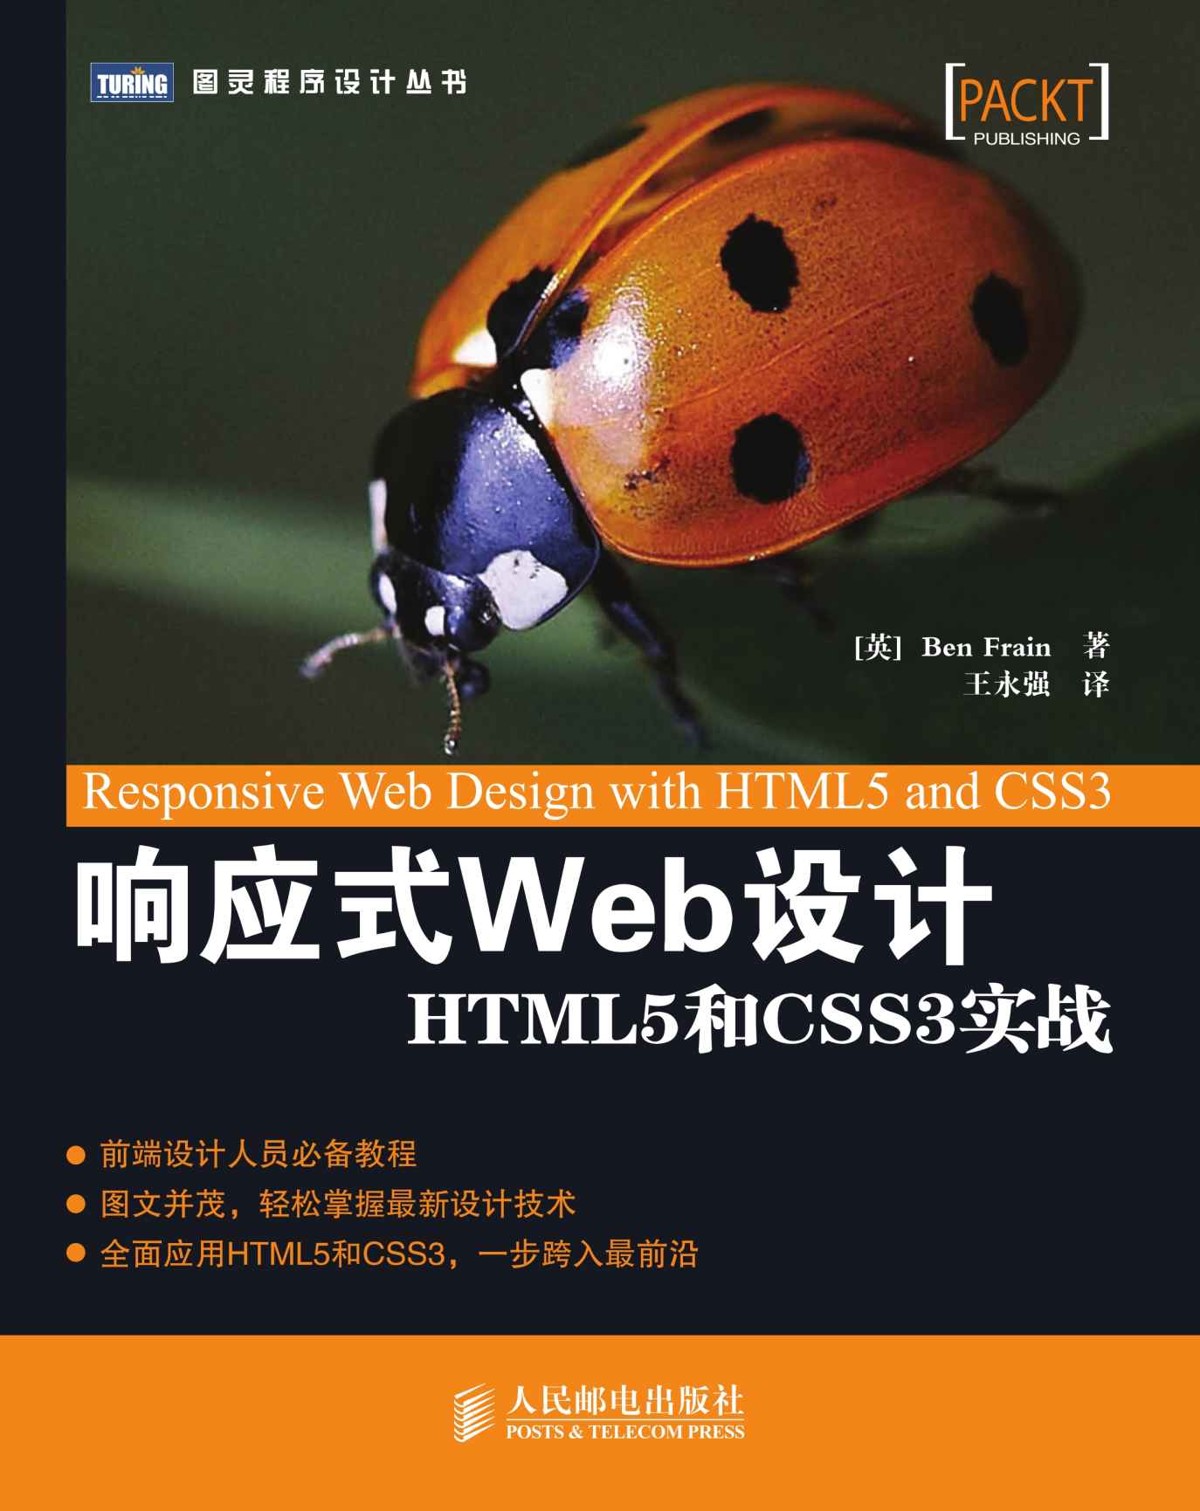 TURING 图灵程序设计丛书
PACKT
PUBLISHING
[英] Ben Frain 著
王永强 译
Responsive Web Design with HTML5 and CSS3
响应式Web设计
HTML5和CSS3实战
● 前端设计人员必备教程
● 图文并茂，轻松掌握最新设计技术
● 全面应用HTML5和CSS3，一步跨入最前沿
人民邮电出版社
POSTS & TELECOM PRESS